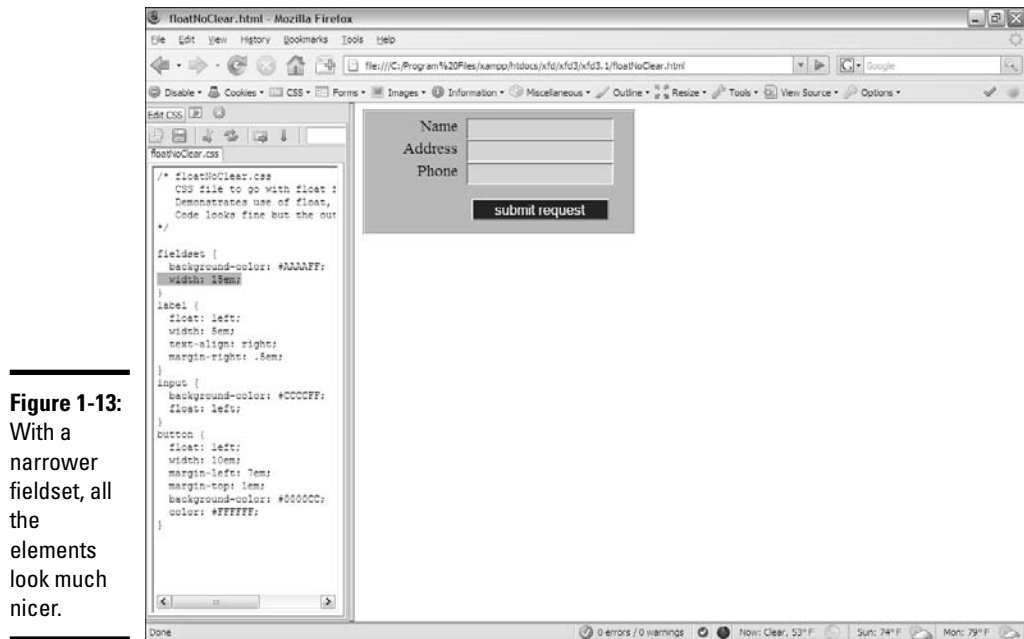 floatNoClear.html - Mozilla Firefox
File Edit View History Bookmarks Tools Help
file:///C:/Program%20Files/xampp/htdocs/xfd/xfd3/xfd3.1/floatNoClear.html
Google
Disable Cookies CSS Forms Images Information Miscellaneous Outline Resize Tools View Source Options
Edit CSS
floatNoClear.css
/* floatNoClear.css
CSS file to go with float
Demonstrates use of float,
Code looks fine but the out
*/
fieldset {
background-color: #AAAAFF;
width: 15em;
}
label {
float: left;
width: 5em;
text-align: right;
margin-right: .5em;
}
input {
background-color: #CCCCFF;
float: left;
}
button {
float: left;
width: 10em;
margin-left: 7em;
margin-top: 1em;
background-color: #0000CC;
color: #FFFFFF;
}
Name
Address
Phone
submit request
Done
0 errors / 0 warnings
Now: Clear, 53°F
Sun: 74°F
Mon: 79°F
Figure 1-13:
With a
narrower
fieldset, all
the
elements
look much
nicer.